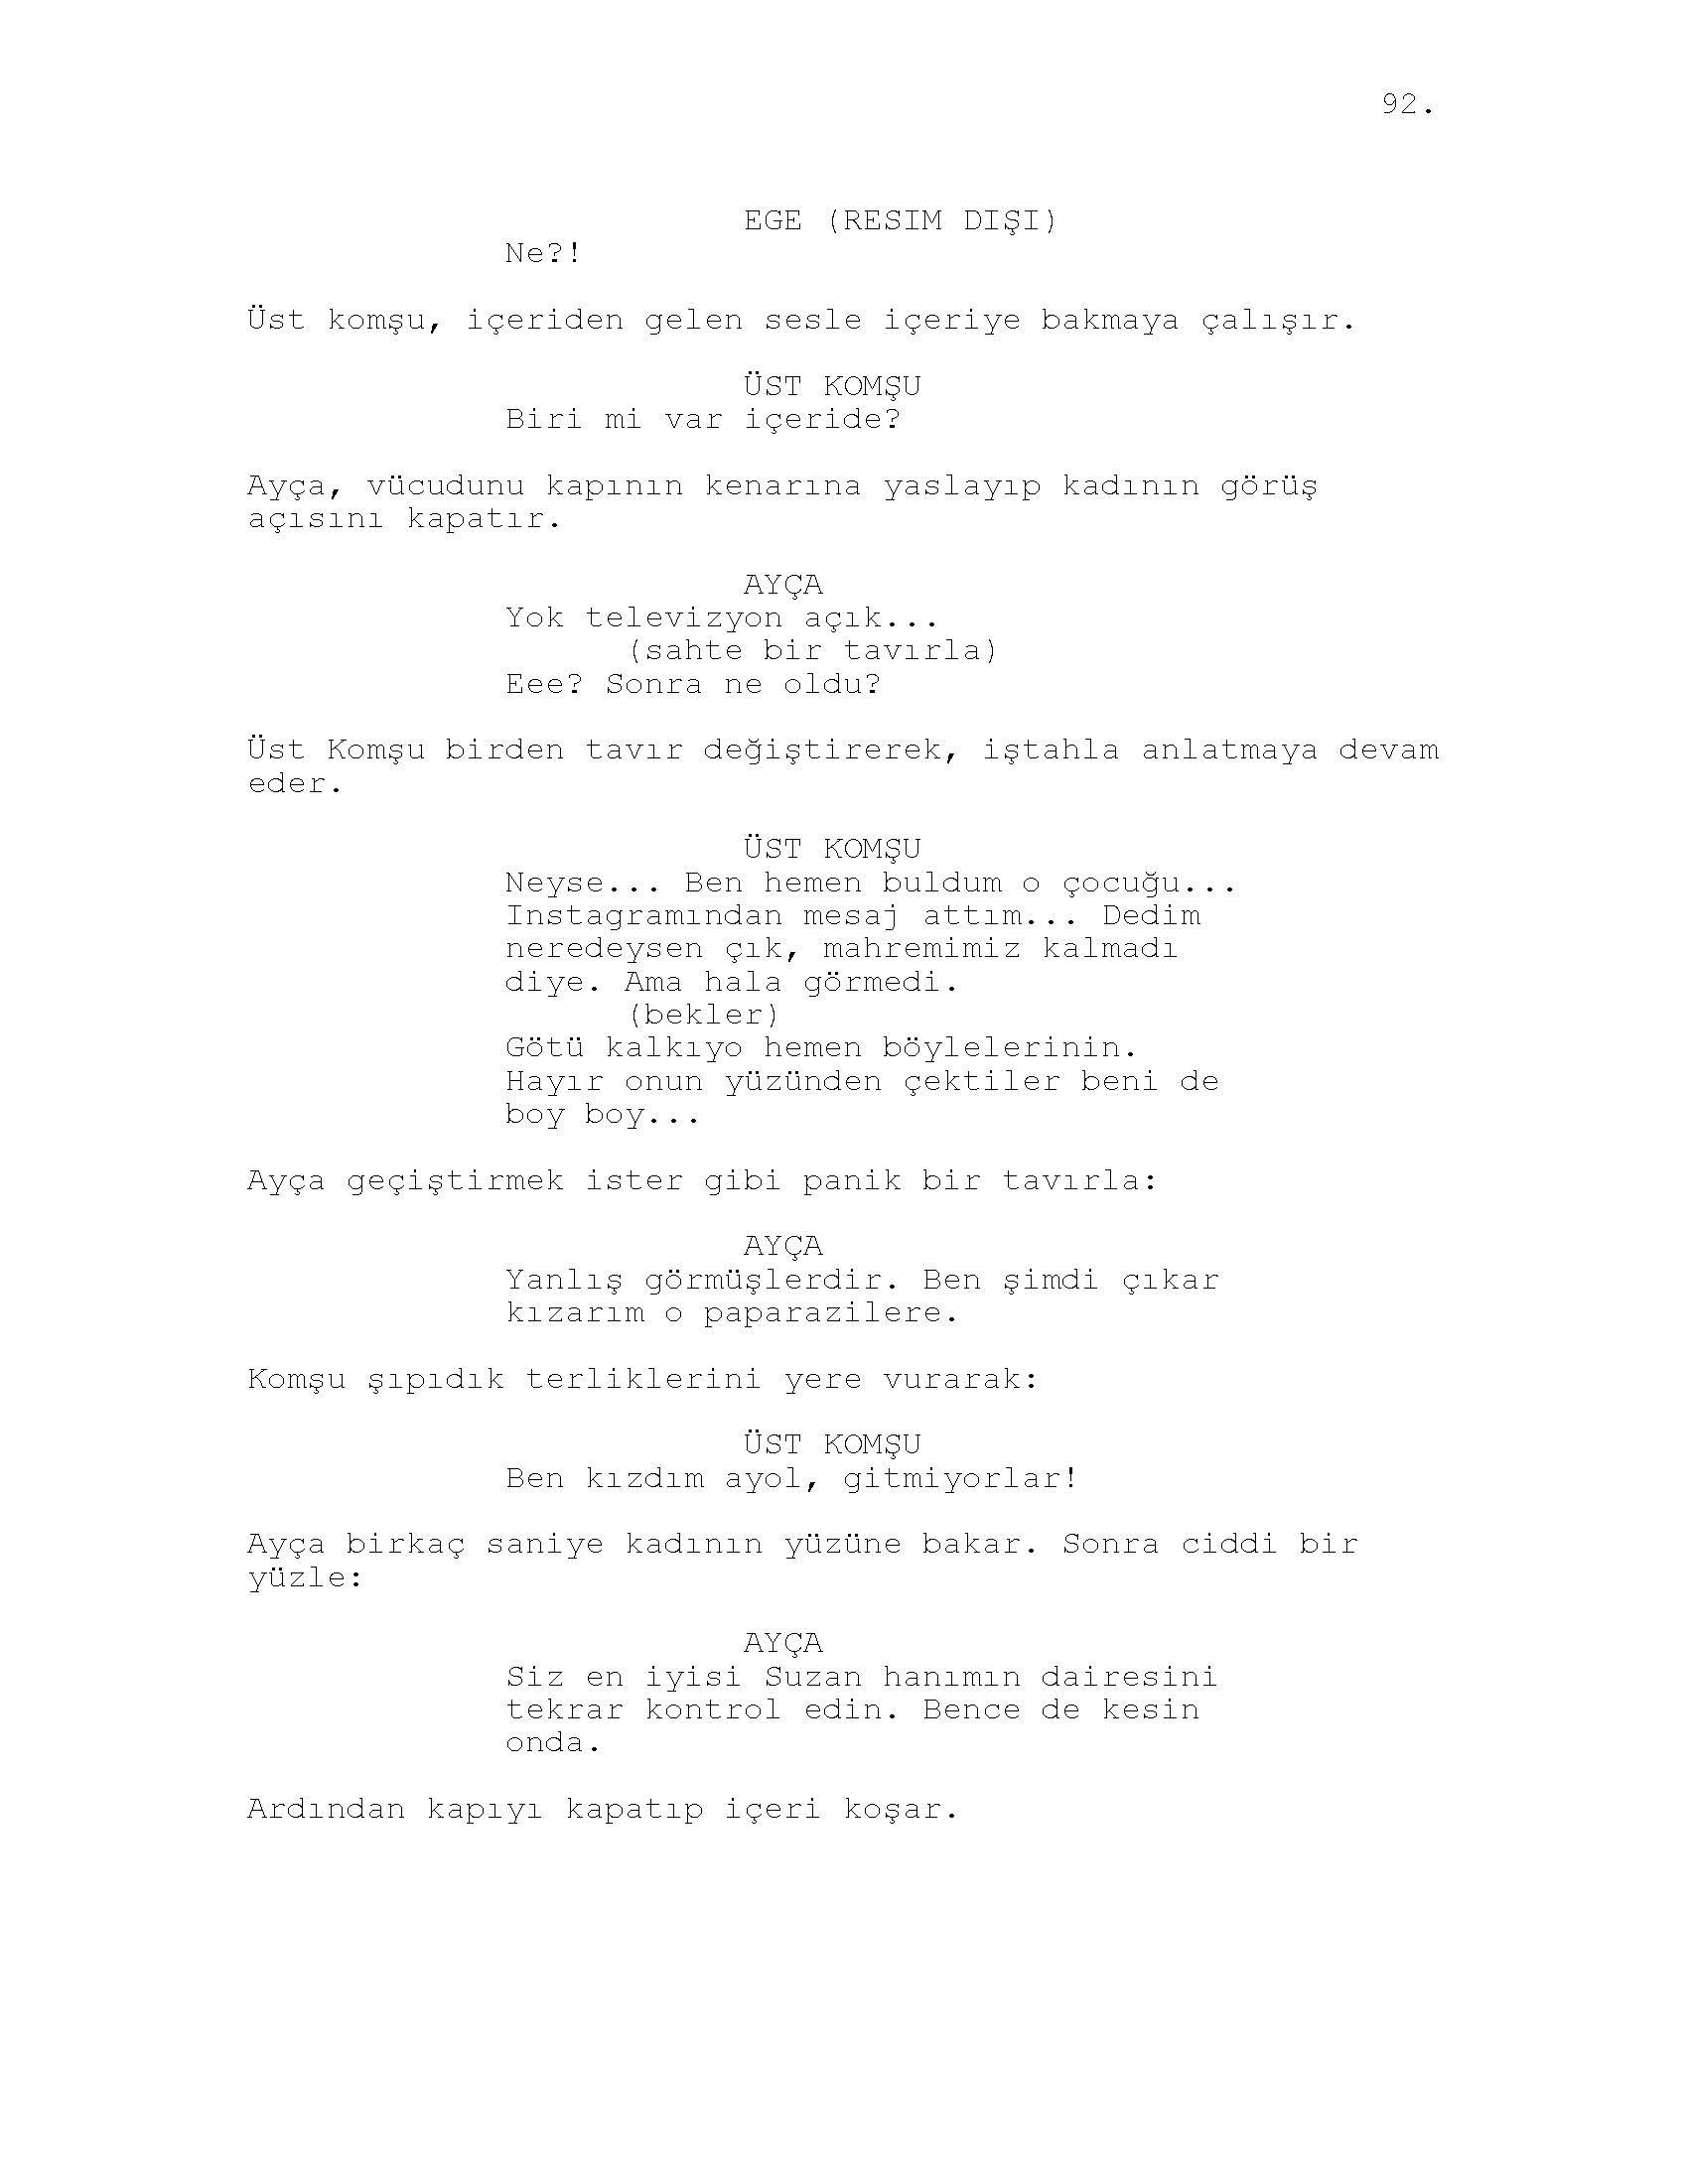 92.
EGE (RESIM DIŞI)
Ne?!
Üst komşu, içeriden gelen sesle içeriye bakmaya çalışır.
ÜST KOMŞU
Biri mi var içeride?
Ayça, vücudunu kapının kenarına yaslayıp kadının görüş
açısını kapatır.
AYÇA
Yok televizyon açık...
(sahte bir tavırla)
Eee? Sonra ne oldu?
Üst Komşu birden tavır değiştirerek, iştahla anlatmaya devam
eder.
ÜST KOMŞU
Neyse... Ben hemen buldum o çocuğu...
Instagramından mesaj attım... Dedim
neredeysen çık, mahremimiz kalmadı
diye. Ama hala görmedi.
(bekler)
Götü kalkıyo hemen böylelerinin.
Hayır onun yüzünden çektiler beni de
boy boy...
Ayça geçiştirmek ister gibi panik bir tavırla:
AYÇA
Yanlış görmüşlerdir. Ben şimdi çıkar
kızarım o paparazilere.
Komşu şıpıdık terliklerini yere vurarak:
ÜST KOMŞU
Ben kızdım ayol, gitmiyorlar!
Ayça birkaç saniye kadının yüzüne bakar. Sonra ciddi bir
yüzle:
AYÇA
Siz en iyisi Suzan hanımın dairesini
tekrar kontrol edin. Bence de kesin
onda.
Ardından kapıyı kapatıp içeri koşar.